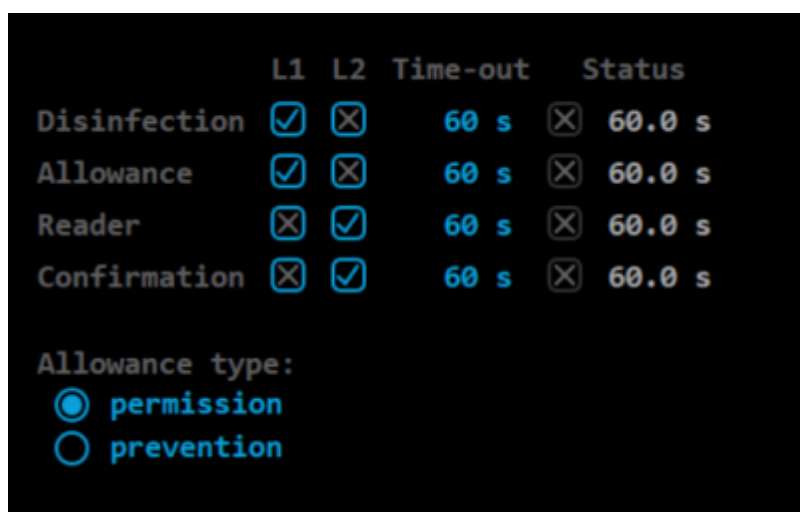 L1 L2 Time-out Status
Disinfection 60 s 60.0 s
Allowance 60 s 60.0 s
Reader 60 s 60.0 s
Confirmation 60 s 60.0 s
Allowance type:
permission
prevention